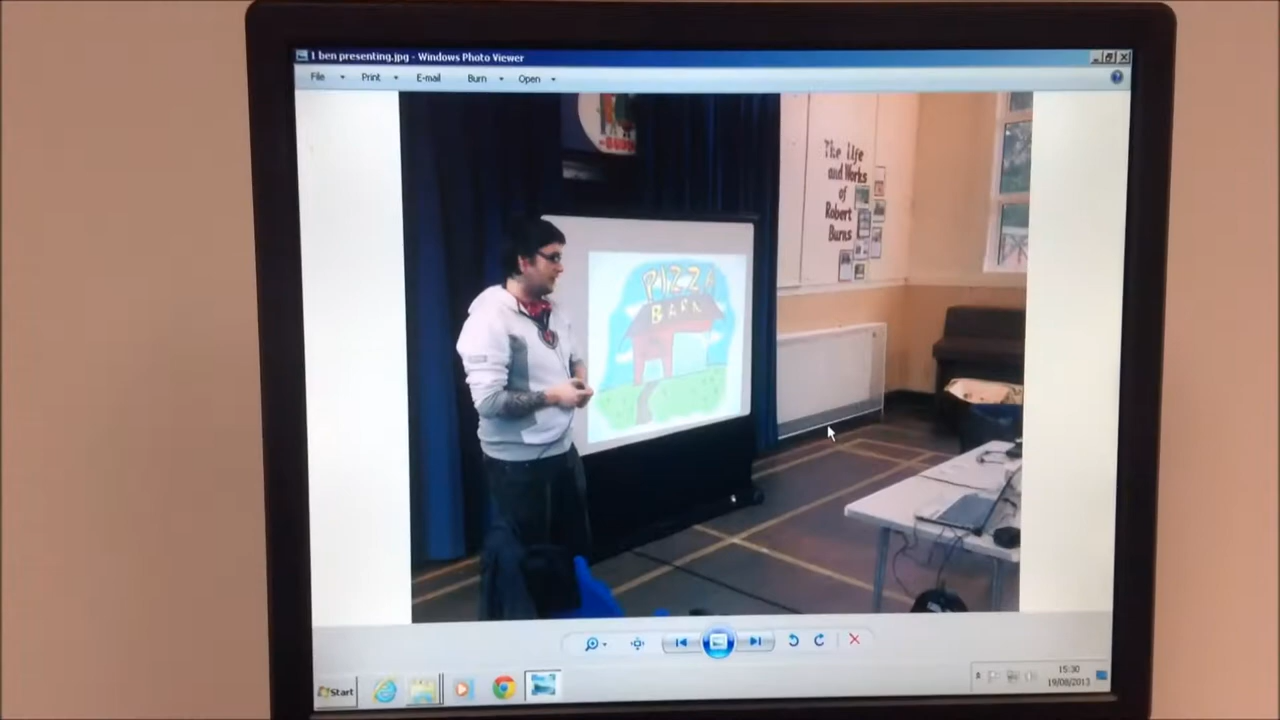 1 ben presenting.jpg - Windows Photo Viewer
File Print E-mail Burn Open
The life
and Works
of
Robert
Burns
PIZZA
BARN
Start
15:30
19/08/2013